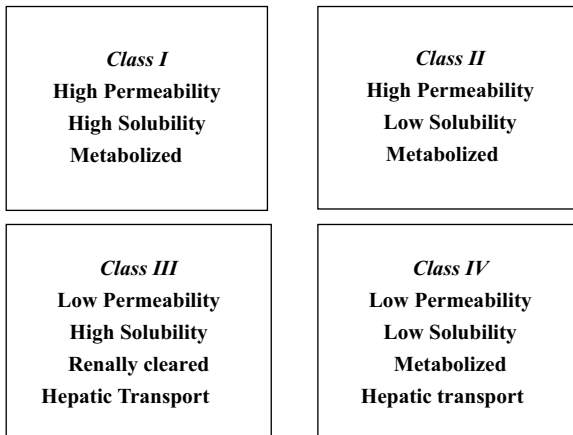 Class I
High Permeability
High Solubility
Metabolized
Class II
High Permeability
Low Solubility
Metabolized
Class III
Low Permeability
High Solubility
Renally cleared
Hepatic Transport
Class IV
Low Permeability
Low Solubility
Metabolized
Hepatic transport